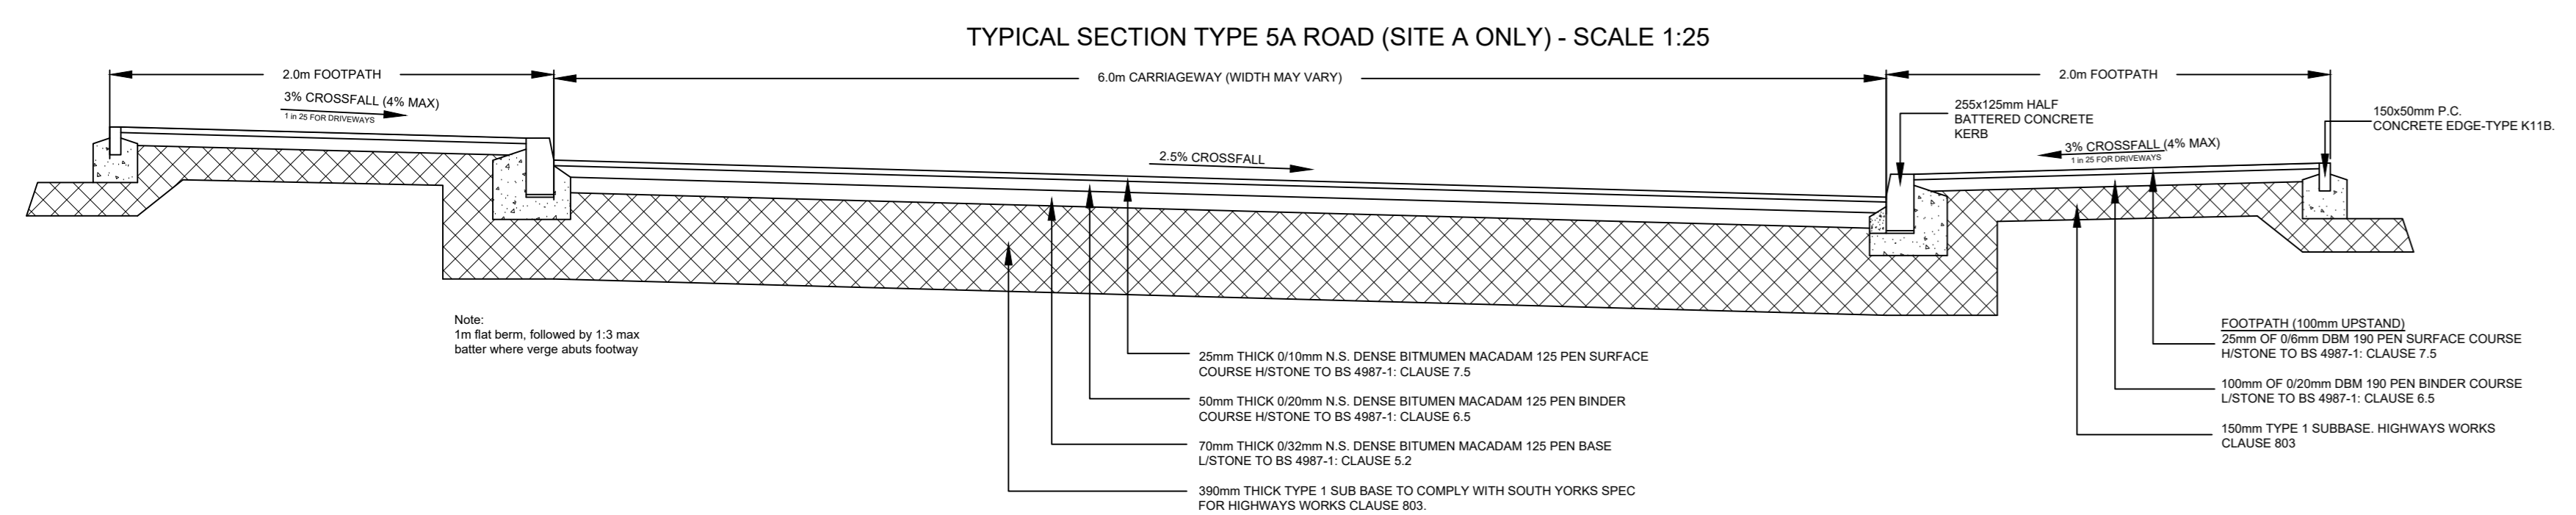 TYPICAL SECTION TYPE 5A ROAD (SITE A ONLY) - SCALE 1:25
2.0m FOOTPATH
6.0m CARRIAGEWAY (WIDTH MAY VARY)
2.0m FOOTPATH
3% CROSSFALL (4% MAX)
1 in 25 FOR DRIVEWAYS
2.5% CROSSFALL
255x125mm HALF
BATTERED CONCRETE
KERB
150x50mm P.C.
CONCRETE EDGE-TYPE K11B.
3% CROSSFALL (4% MAX)
1 in 25 FOR DRIVEWAYS
Note:
1m flat berm, followed by 1:3 max
batter where verge abuts footway
25mm THICK 0/10mm N.S. DENSE BITMUMEN MACADAM 125 PEN SURFACE
COURSE H/STONE TO BS 4987-1: CLAUSE 7.5
50mm THICK 0/20mm N.S. DENSE BITUMEN MACADAM 125 PEN BINDER
COURSE H/STONE TO BS 4987-1: CLAUSE 6.5
70mm THICK 0/32mm N.S. DENSE BITUMEN MACADAM 125 PEN BASE
L/STONE TO BS 4987-1: CLAUSE 5.2
390mm THICK TYPE 1 SUB BASE TO COMPLY WITH SOUTH YORKS SPEC
FOR HIGHWAYS WORKS CLAUSE 803.
FOOTPATH (100mm UPSTAND)
25mm OF 0/6mm DBM 190 PEN SURFACE COURSE
H/STONE TO BS 4987-1: CLAUSE 7.5
100mm OF 0/20mm DBM 190 PEN BINDER COURSE
L/STONE TO BS 4987-1: CLAUSE 6.5
150mm TYPE 1 SUBBASE. HIGHWAYS WORKS
CLAUSE 803